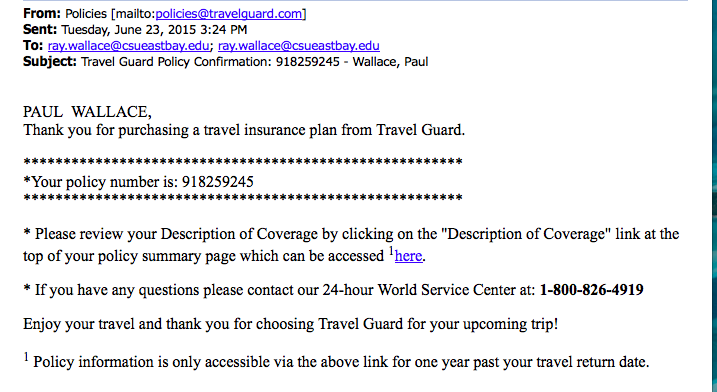 From: Policies [mailto:policies@travelguard.com]
Sent: Tuesday, June 23, 2015 3:24 PM
To: ray.wallace@csueastbay.edu; ray.wallace@csueastbay.edu
Subject: Travel Guard Policy Confirmation: 918259245 - Wallace, Paul
PAUL  WALLACE,
Thank you for purchasing a travel insurance plan from Travel Guard.
*******************************************************
*Your policy number is: 918259245
*******************************************************
* Please review your Description of Coverage by clicking on the "Description of Coverage" link at the
top of your policy summary page which can be accessed ¹here.
* If you have any questions please contact our 24-hour World Service Center at: 1-800-826-4919
Enjoy your travel and thank you for choosing Travel Guard for your upcoming trip!
¹ Policy information is only accessible via the above link for one year past your travel return date.